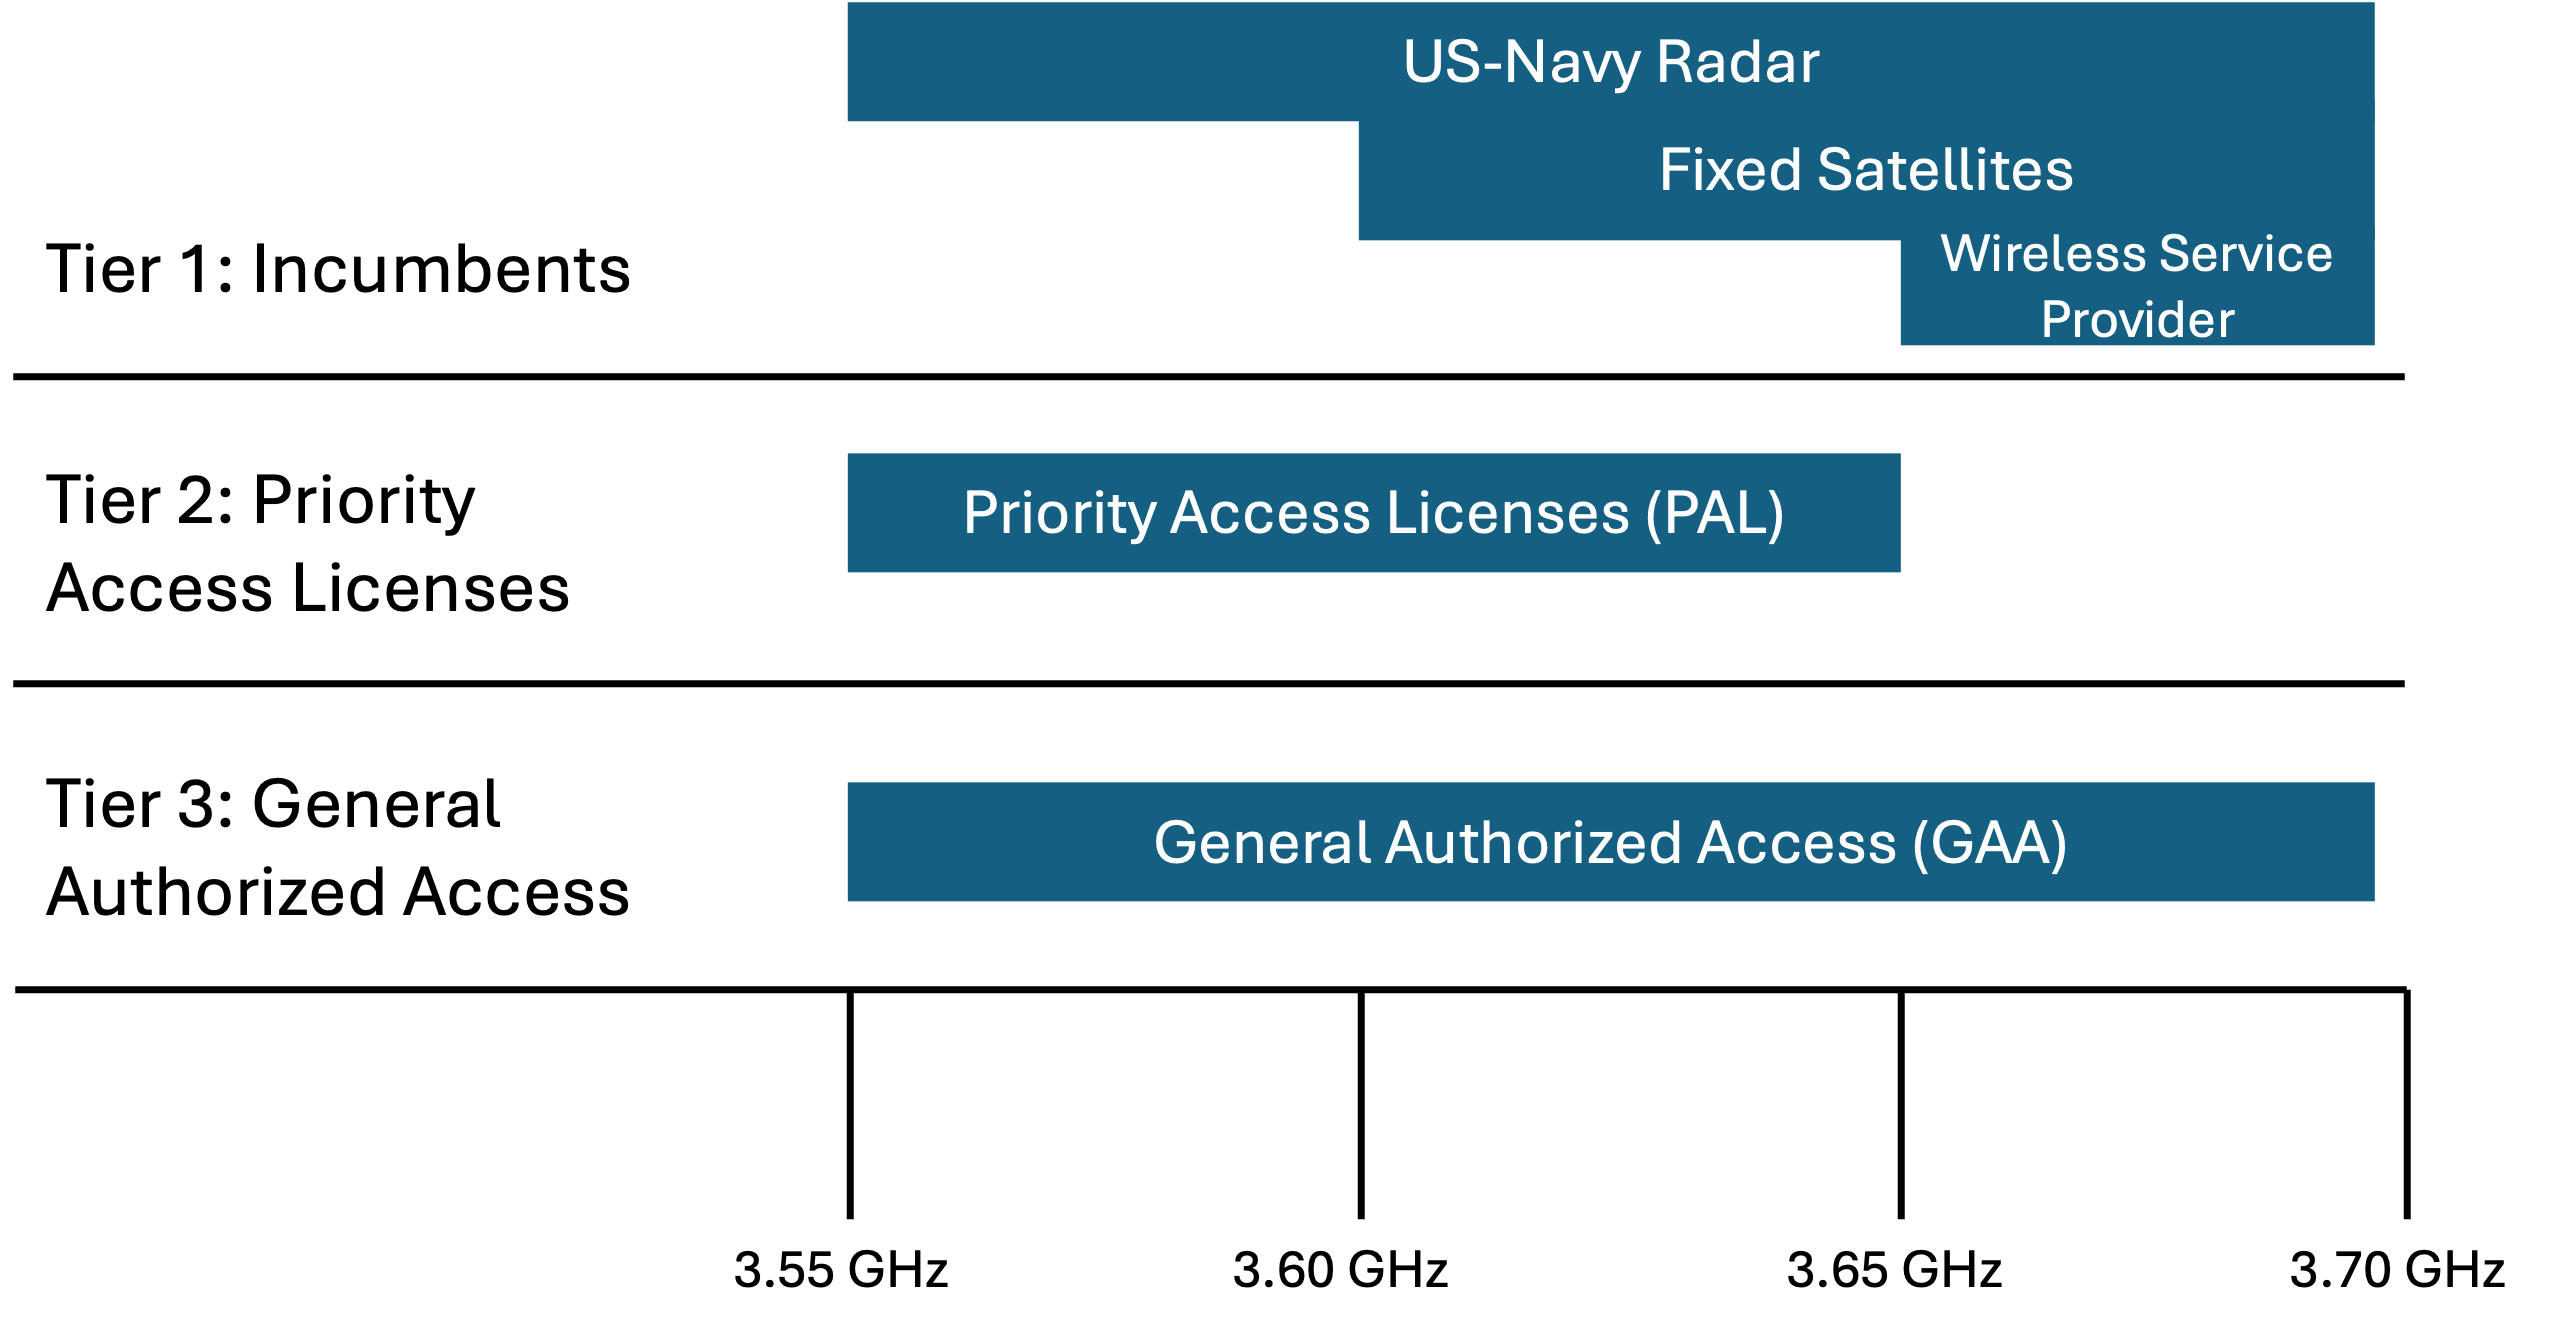 US-Navy Radar
Fixed Satellites
Wireless Service
Provider
Tier 1: Incumbents
Tier 2: Priority
Access Licenses
Priority Access Licenses (PAL)
Tier 3: General
Authorized Access
General Authorized Access (GAA)
3.55 GHz
3.60 GHz
3.65 GHz
3.70 GHz